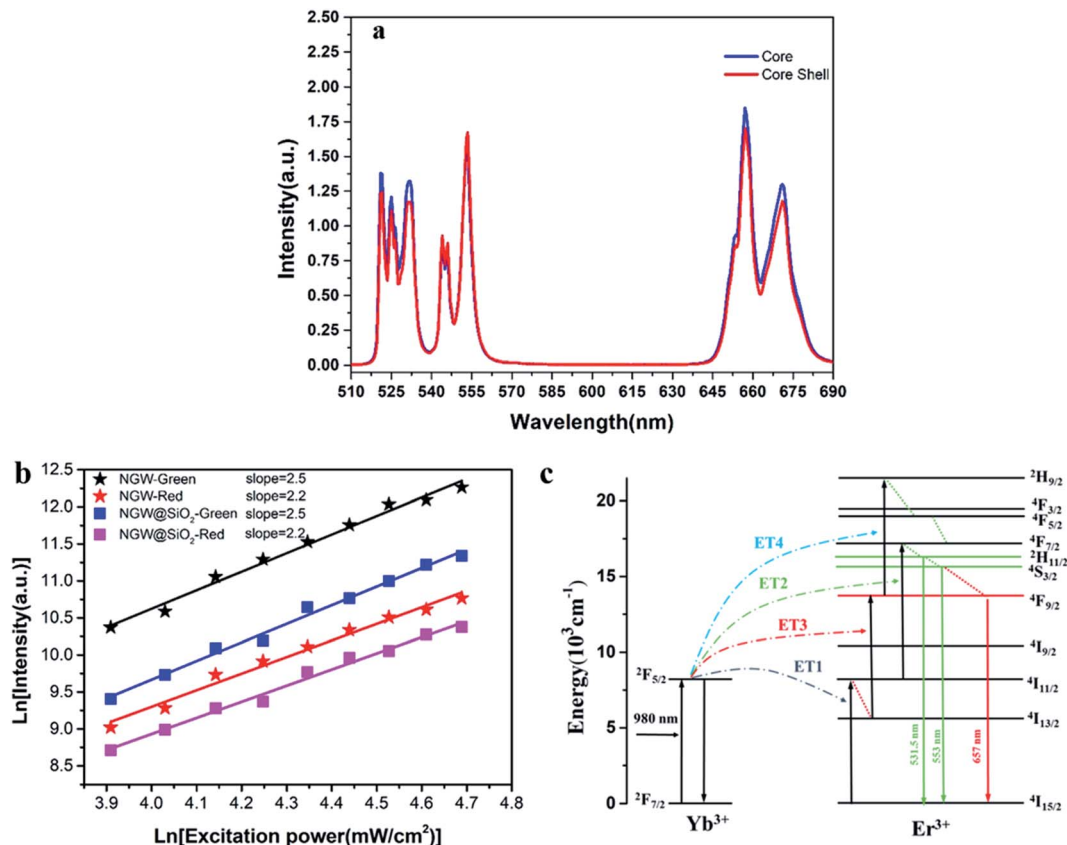 a
2.50
2.25
2.00
1.75
1.50
1.25
1.00
0.75
0.50
0.25
0.00
Intensity(a.u.)
Core
Core Shell
510 525 540 555 570 585 600 615 630 645 660 675 690
Wavelength(nm)
b
12.5
12.0
11.5
11.0
10.5
10.0
9.5
9.0
8.5
Ln[Intensity(a.u.)]
NGW-Green slope=2.5
NGW-Red slope=2.2
NGW@SiO₂-Green slope=2.5
NGW@SiO₂-Red slope=2.2
3.9 4.0 4.1 4.2 4.3 4.4 4.5 4.6 4.7 4.8
Ln[Excitation power(mW/cm²)]
c
20
15
10
5
0
Energy(10³cm⁻¹)
ET4
ET2
ET3
ET1
²F₅/₂
980 nm
²F₇/₂
Yb³⁺
²H₉/₂
⁴F₃/₂
⁴F₅/₂
⁴F₇/₂
²H₁₁/₂
⁴S₃/₂
⁴F₉/₂
⁴I₉/₂
⁴I₁₁/₂
⁴I₁₃/₂
⁴I₁₅/₂
531.5 nm
553 nm
657 nm
Er³⁺